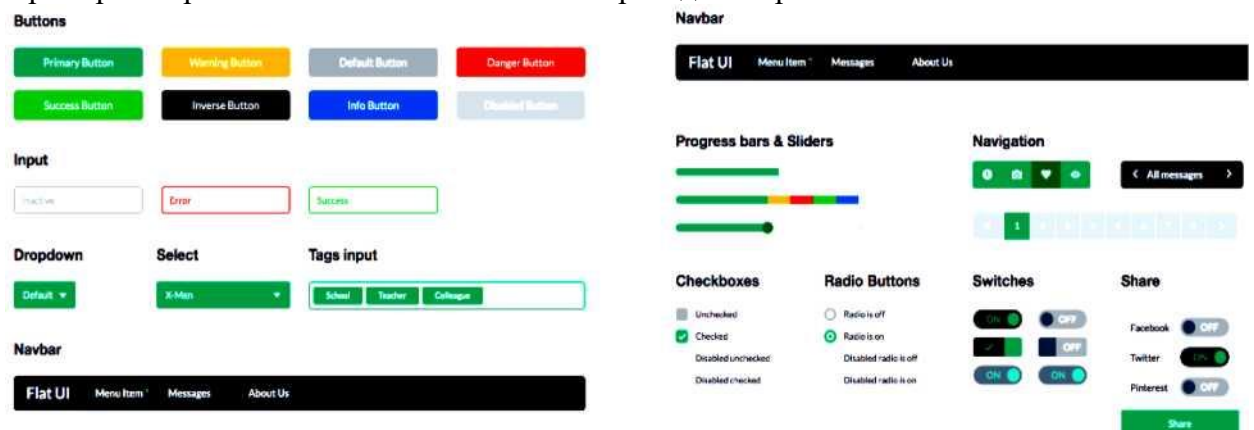 Buttons
Primary Button Warning Button Default Button Danger Button
Success Button Inverse Button Info Button Disabled Button
Input
Inactive Error Success
Dropdown Select Tags input
Default X-Men School Teacher Colleague
Navbar
Flat UI Menu Item Messages About Us
Navbar
Flat UI Menu Item Messages About Us
Progress bars & Sliders Navigation
All messages
1
Checkboxes Radio Buttons Switches Share
Unchecked Radio is off ON OFF Facebook OFF
Checked Radio is on OFF
Disabled unchecked Disabled radio is off Twitter ON
Disabled checked Disabled radio is on ON ON Pinterest OFF
Share